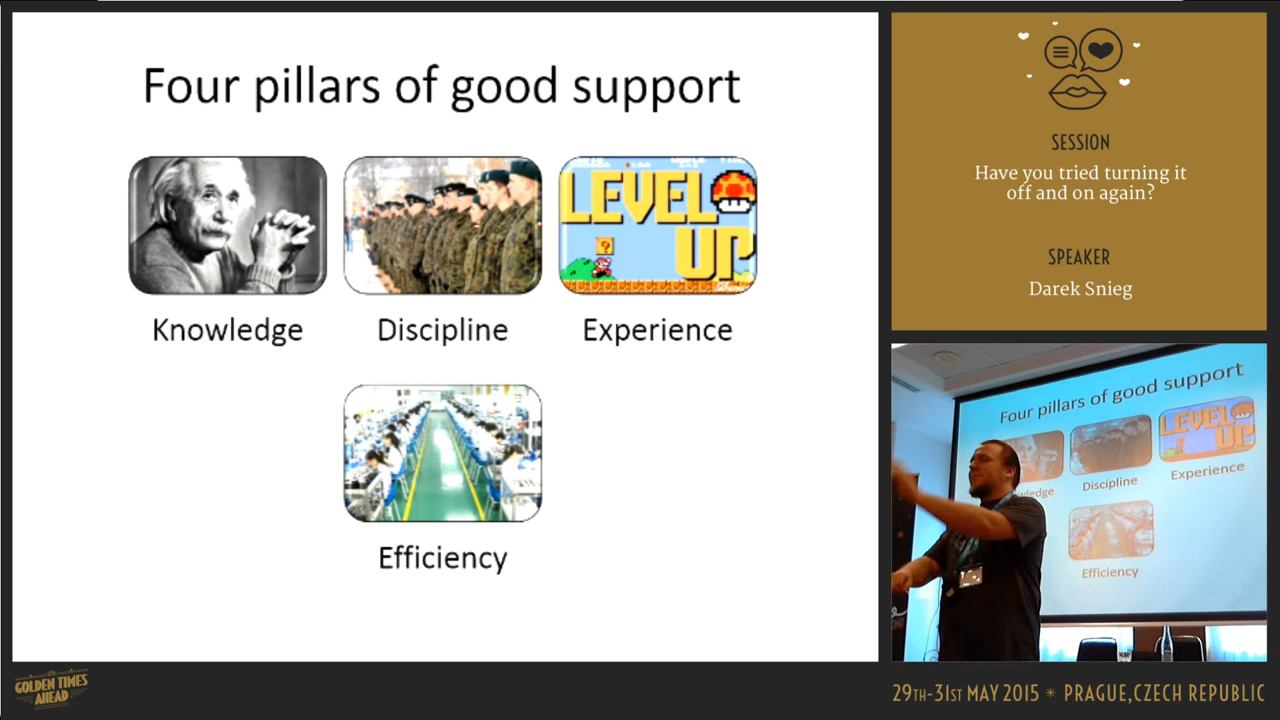 Four pillars of good support
LEVEL
UP
Knowledge
Discipline
Experience
Efficiency
SESSION
Have you tried turning it
off and on again?
SPEAKER
Darek Snieg
Four pillars of good support
LEVEL
UP
Discipline
Experience
Efficiency
GOLDEN TIMES
AHEAD
29TH-31ST MAY 2015 * PRAGUE,CZECH REPUBLIC